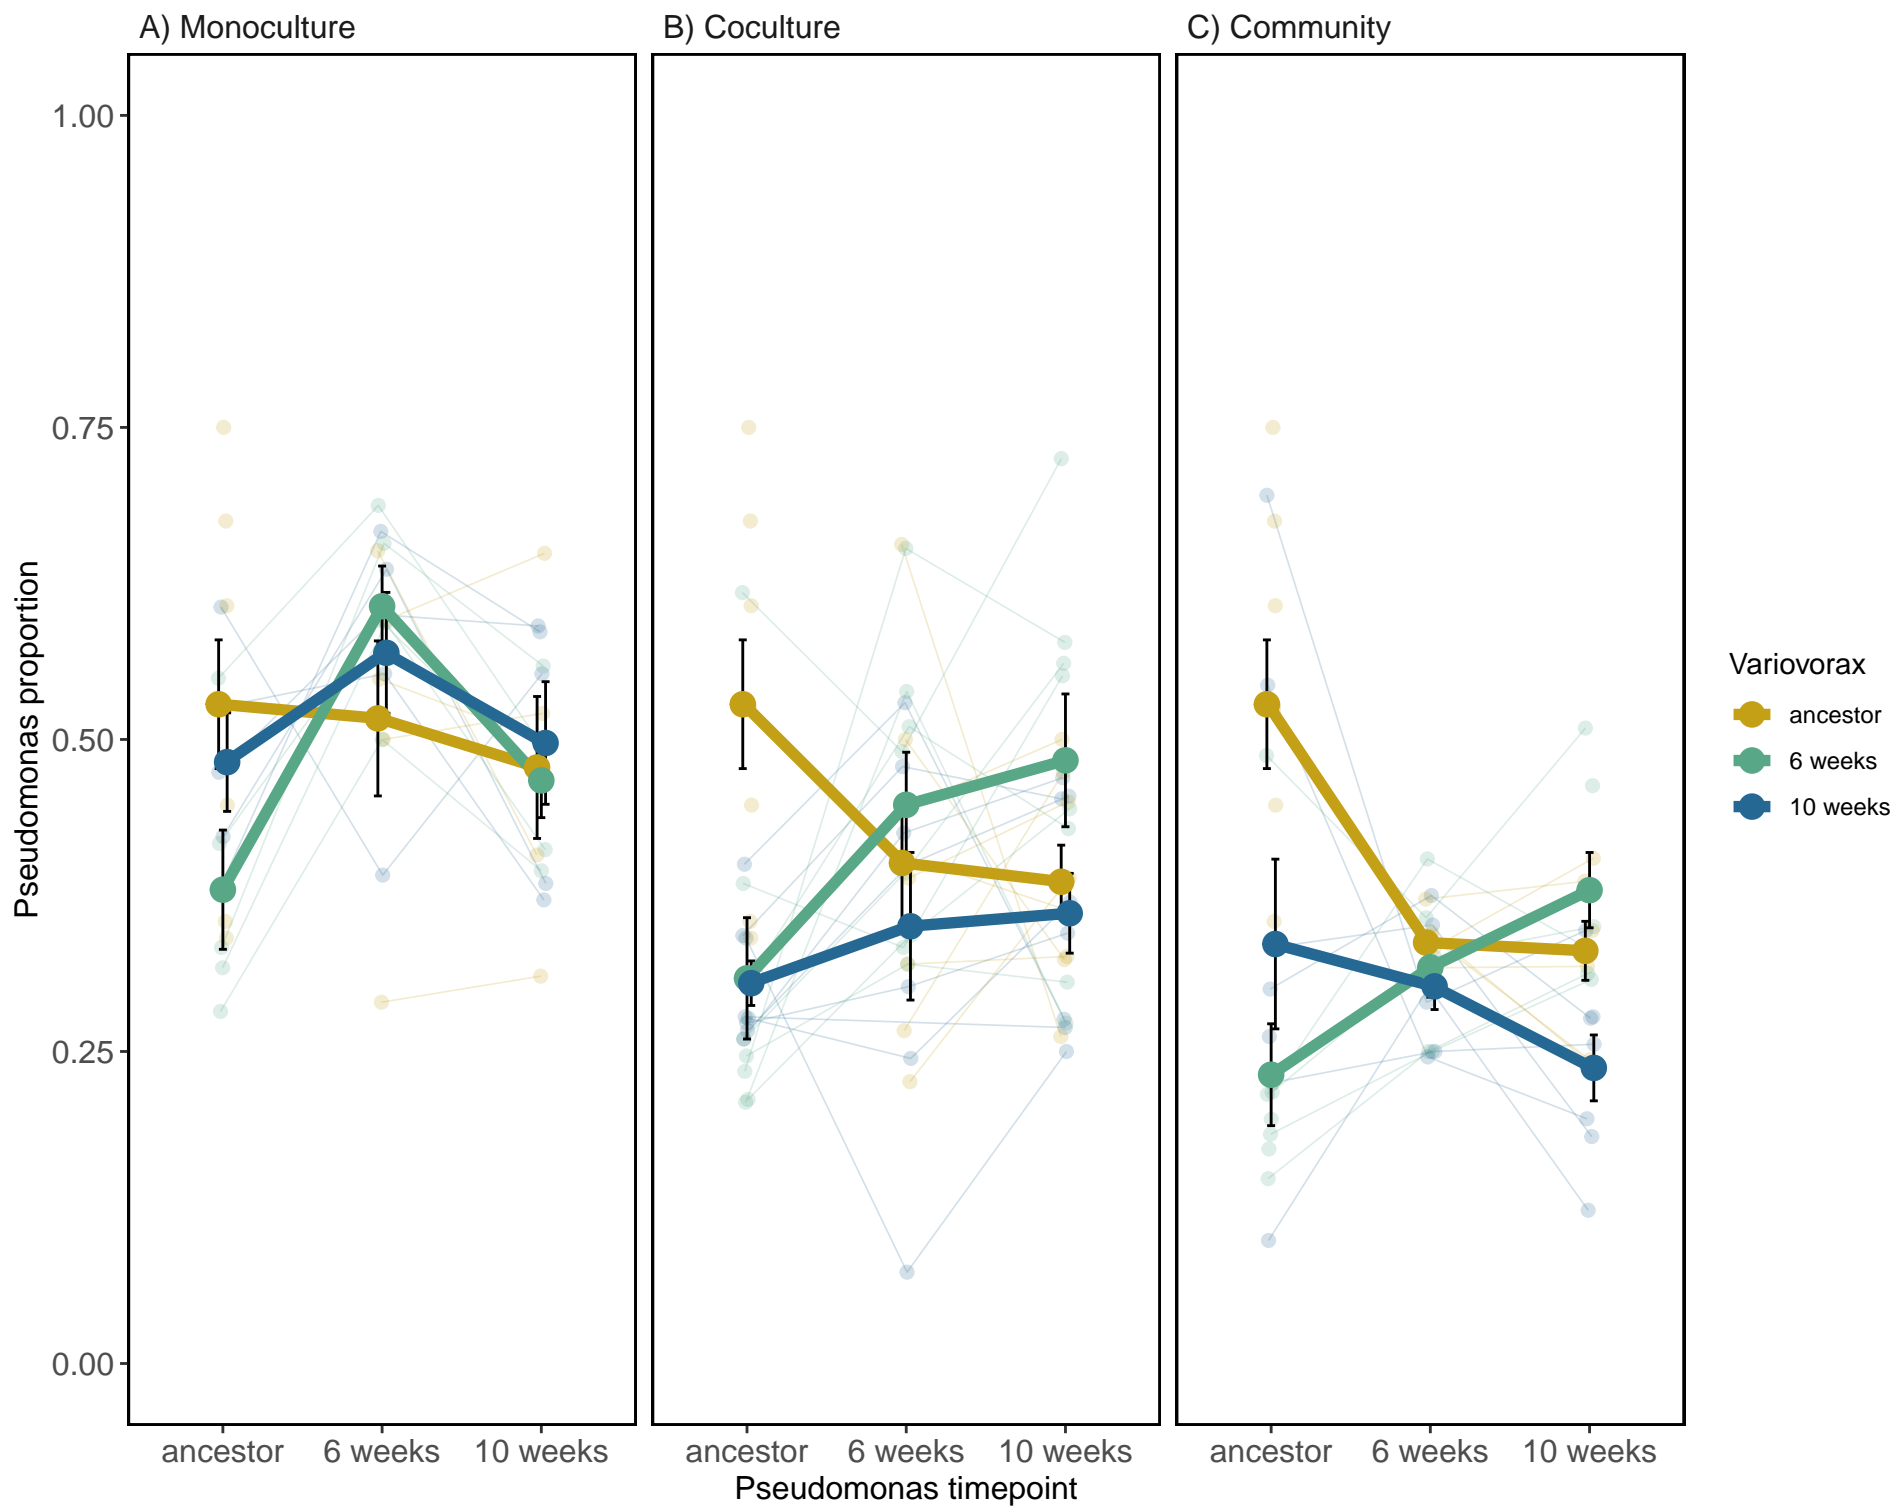 A) Monoculture
B) Coculture
C) Community
Pseudomonas proportion
1.00
0.75
0.50
0.25
0.00
ancestor 6 weeks 10 weeks
ancestor 6 weeks 10 weeks
ancestor 6 weeks 10 weeks
Pseudomonas timepoint
Variovorax
ancestor
6 weeks
10 weeks